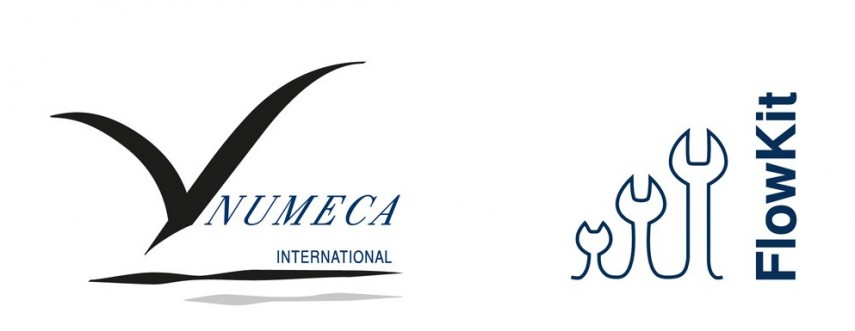 NUMECA
INTERNATIONAL
FlowKit